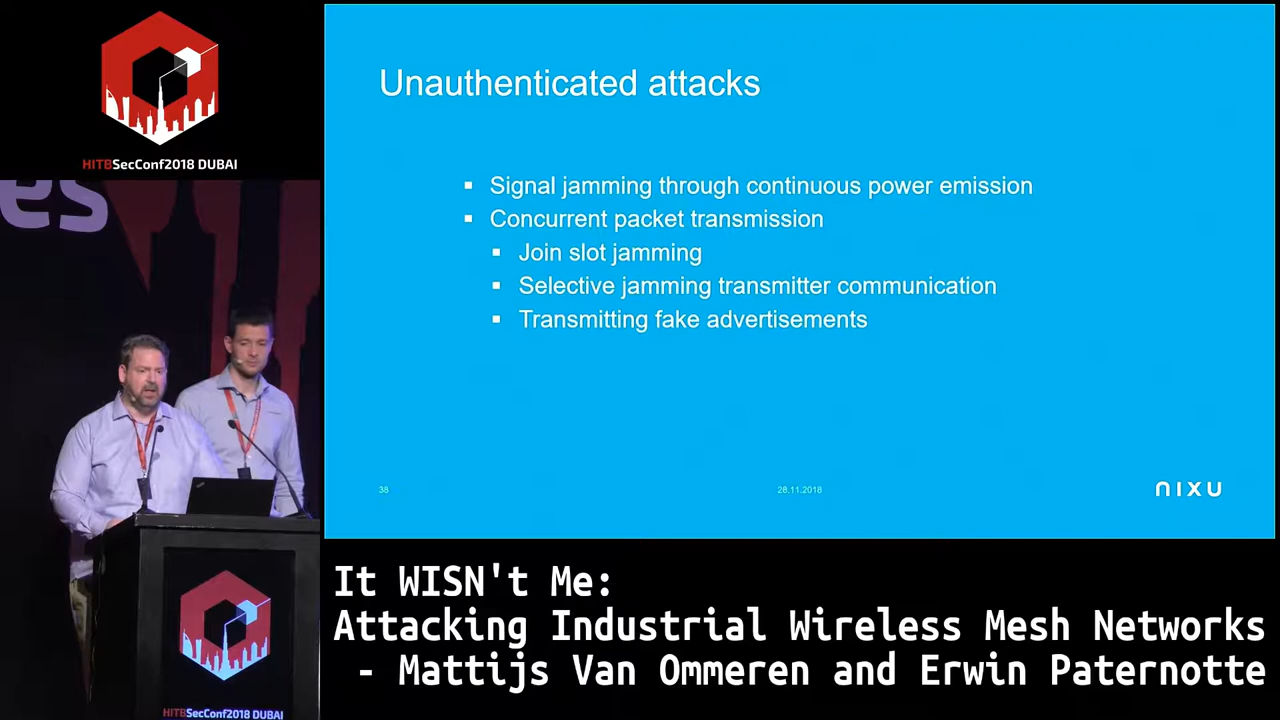 HITBSecConf2018 DUBAI
es
Unauthenticated attacks
▪ Signal jamming through continuous power emission
▪ Concurrent packet transmission
▪ Join slot jamming
▪ Selective jamming transmitter communication
▪ Transmitting fake advertisements
38
28.11.2018
nixu
HITBSecConf2018 DUBAI
It WISN't Me:
Attacking Industrial Wireless Mesh Networks
- Mattijs Van Ommeren and Erwin Paternotte